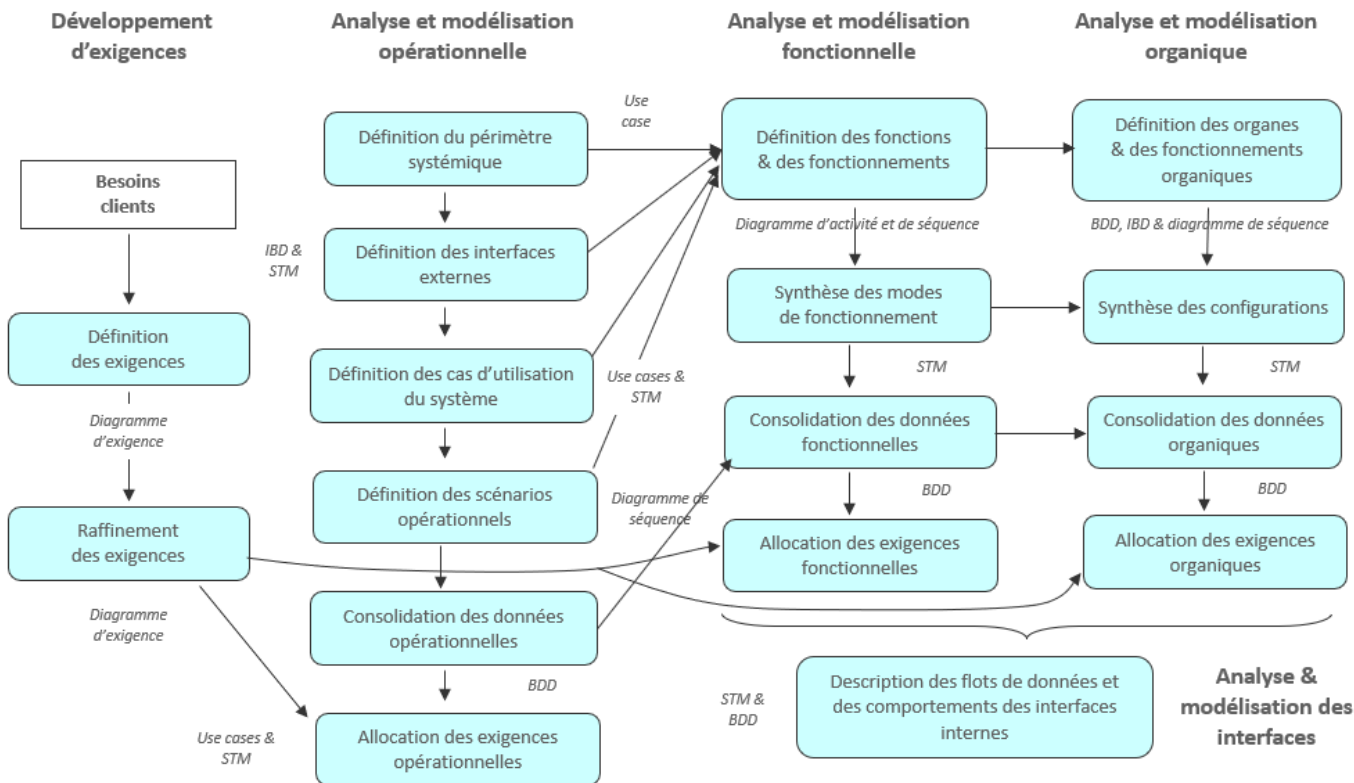 Développement
d’exigences
Analyse et modélisation
opérationnelle
Analyse et modélisation
fonctionnelle
Analyse et modélisation
organique
Besoins
clients
Définition
des exigences
Diagramme
d’exigence
Raffinement
des exigences
Diagramme
d’exigence
Définition du périmètre
systémique
IBD &
STM
Définition des interfaces
externes
Définition des cas d’utilisation
du système
Définition des scénarios
opérationnels
Consolidation des données
opérationnelles
BDD
Use cases &
STM
Allocation des exigences
opérationnelles
Use
case
Use cases &
STM
Diagramme de
séquence
Définition des fonctions
& des fonctionnements
Diagramme d’activité et de séquence
Synthèse des modes
de fonctionnement
STM
Consolidation des données
fonctionnelles
BDD
Allocation des exigences
fonctionnelles
Définition des organes
& des fonctionnements
organiques
BDD, IBD & diagramme de séquence
Synthèse des configurations
STM
Consolidation des données
organiques
BDD
Allocation des exigences
organiques
STM &
BDD
Description des flots de données et
des comportements des interfaces
internes
Analyse &
modélisation des
interfaces